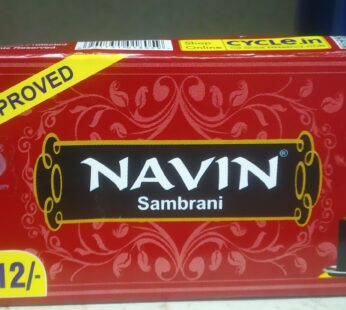 Shop
Online
CYCLE.in
PROVED
NAVIN®
Sambrani
12/-